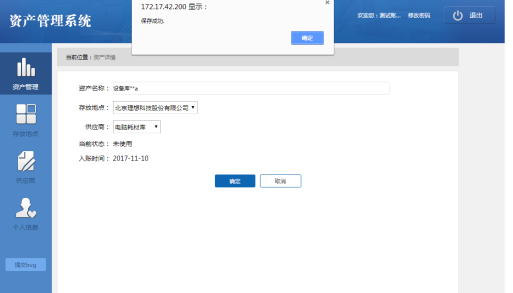 172.17.42.200 显示：
×
保存成功.
确定
资产管理系统
欢迎您：测试账... 修改密码 退出
当前位置：资产详情
资产管理
存放地点
供应商
个人信息
提交bug
资产名称： 设备库**a
存放地点： 北京理想科技股份有限公司
供应商： 电脑耗材库
当前状态： 未使用
入账时间： 2017-11-10
确定 取消